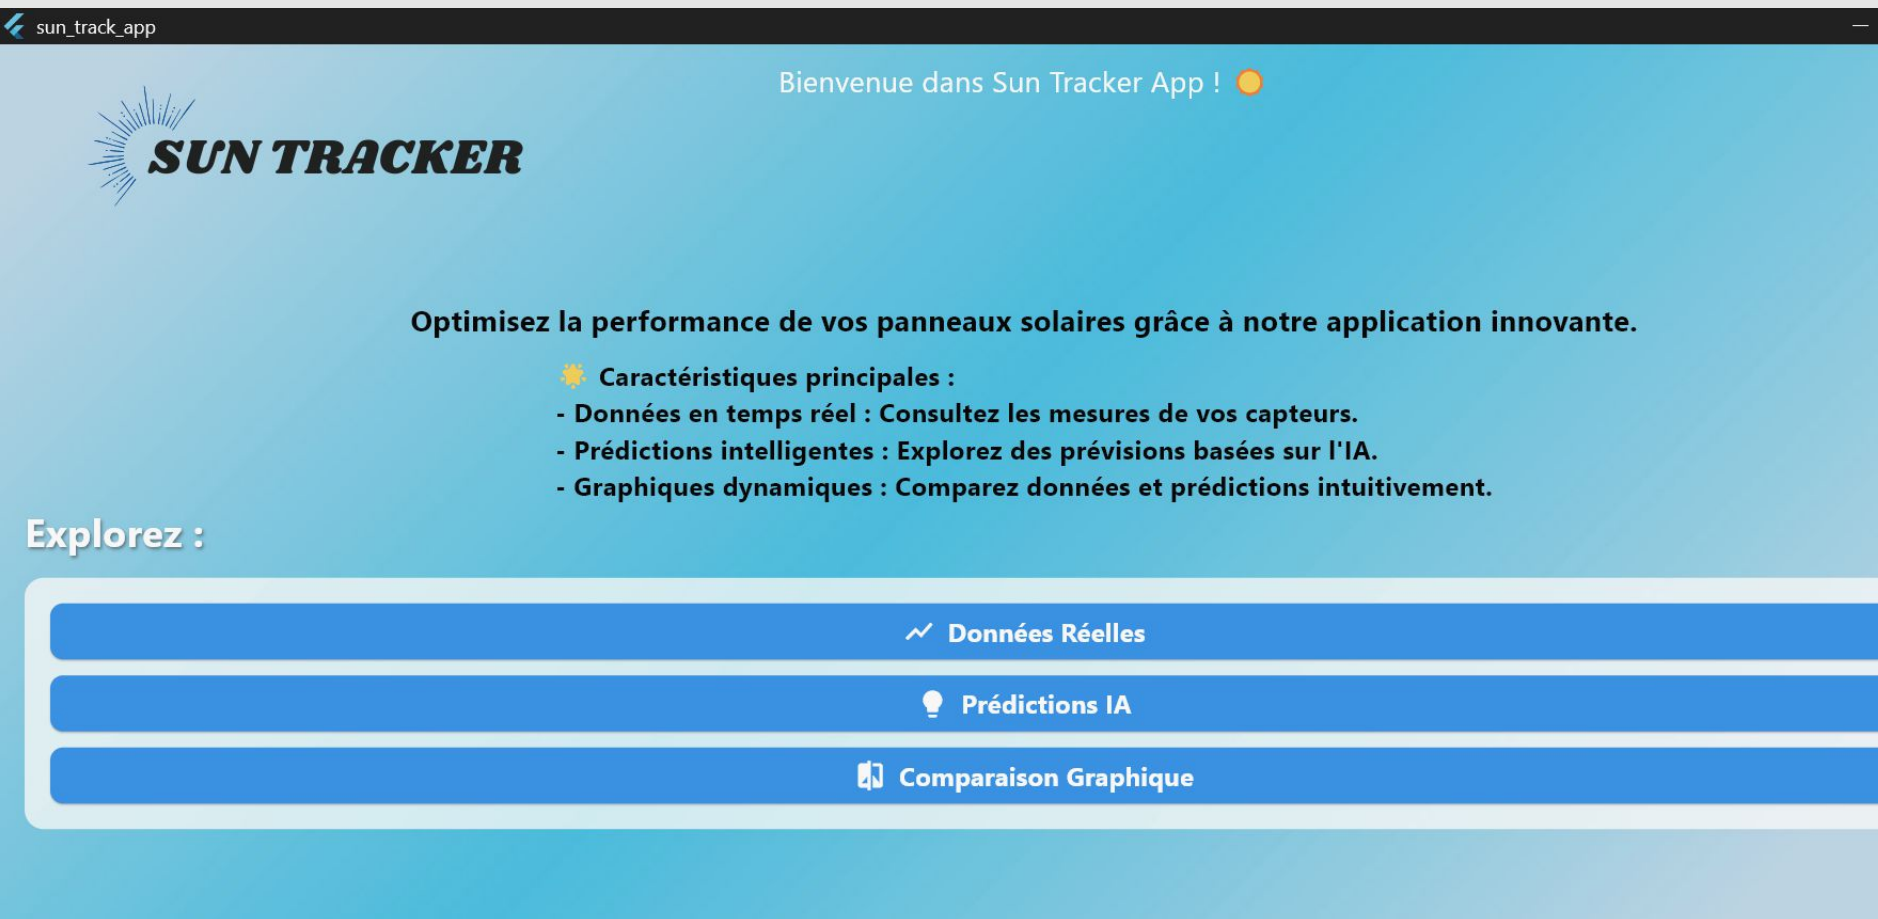 sun_track_app
Bienvenue dans Sun Tracker App !
SUN TRACKER
Optimisez la performance de vos panneaux solaires grâce à notre application innovante.
Caractéristiques principales :
- Données en temps réel : Consultez les mesures de vos capteurs.
- Prédictions intelligentes : Explorez des prévisions basées sur l'IA.
- Graphiques dynamiques : Comparez données et prédictions intuitivement.
Explorez :
Données Réelles
Prédictions IA
Comparaison Graphique